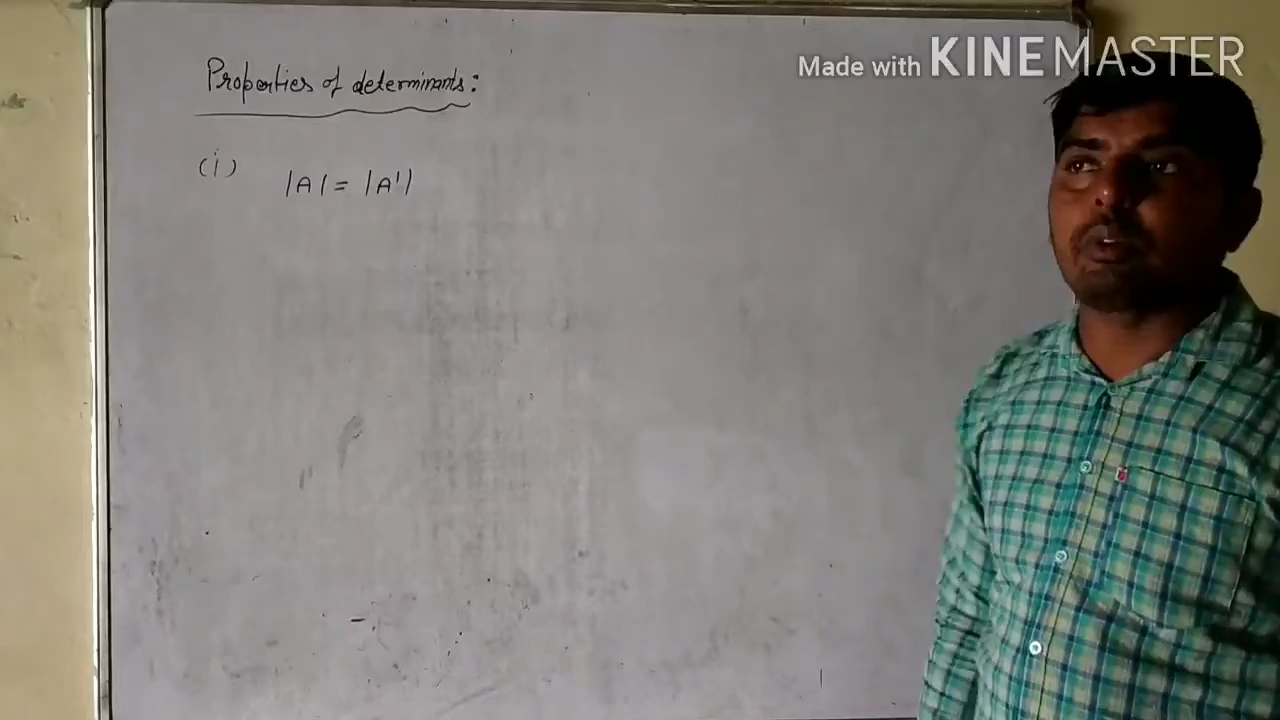 Made with KINEMASTER
Properties of determinants:
(i) |A| = |A'|